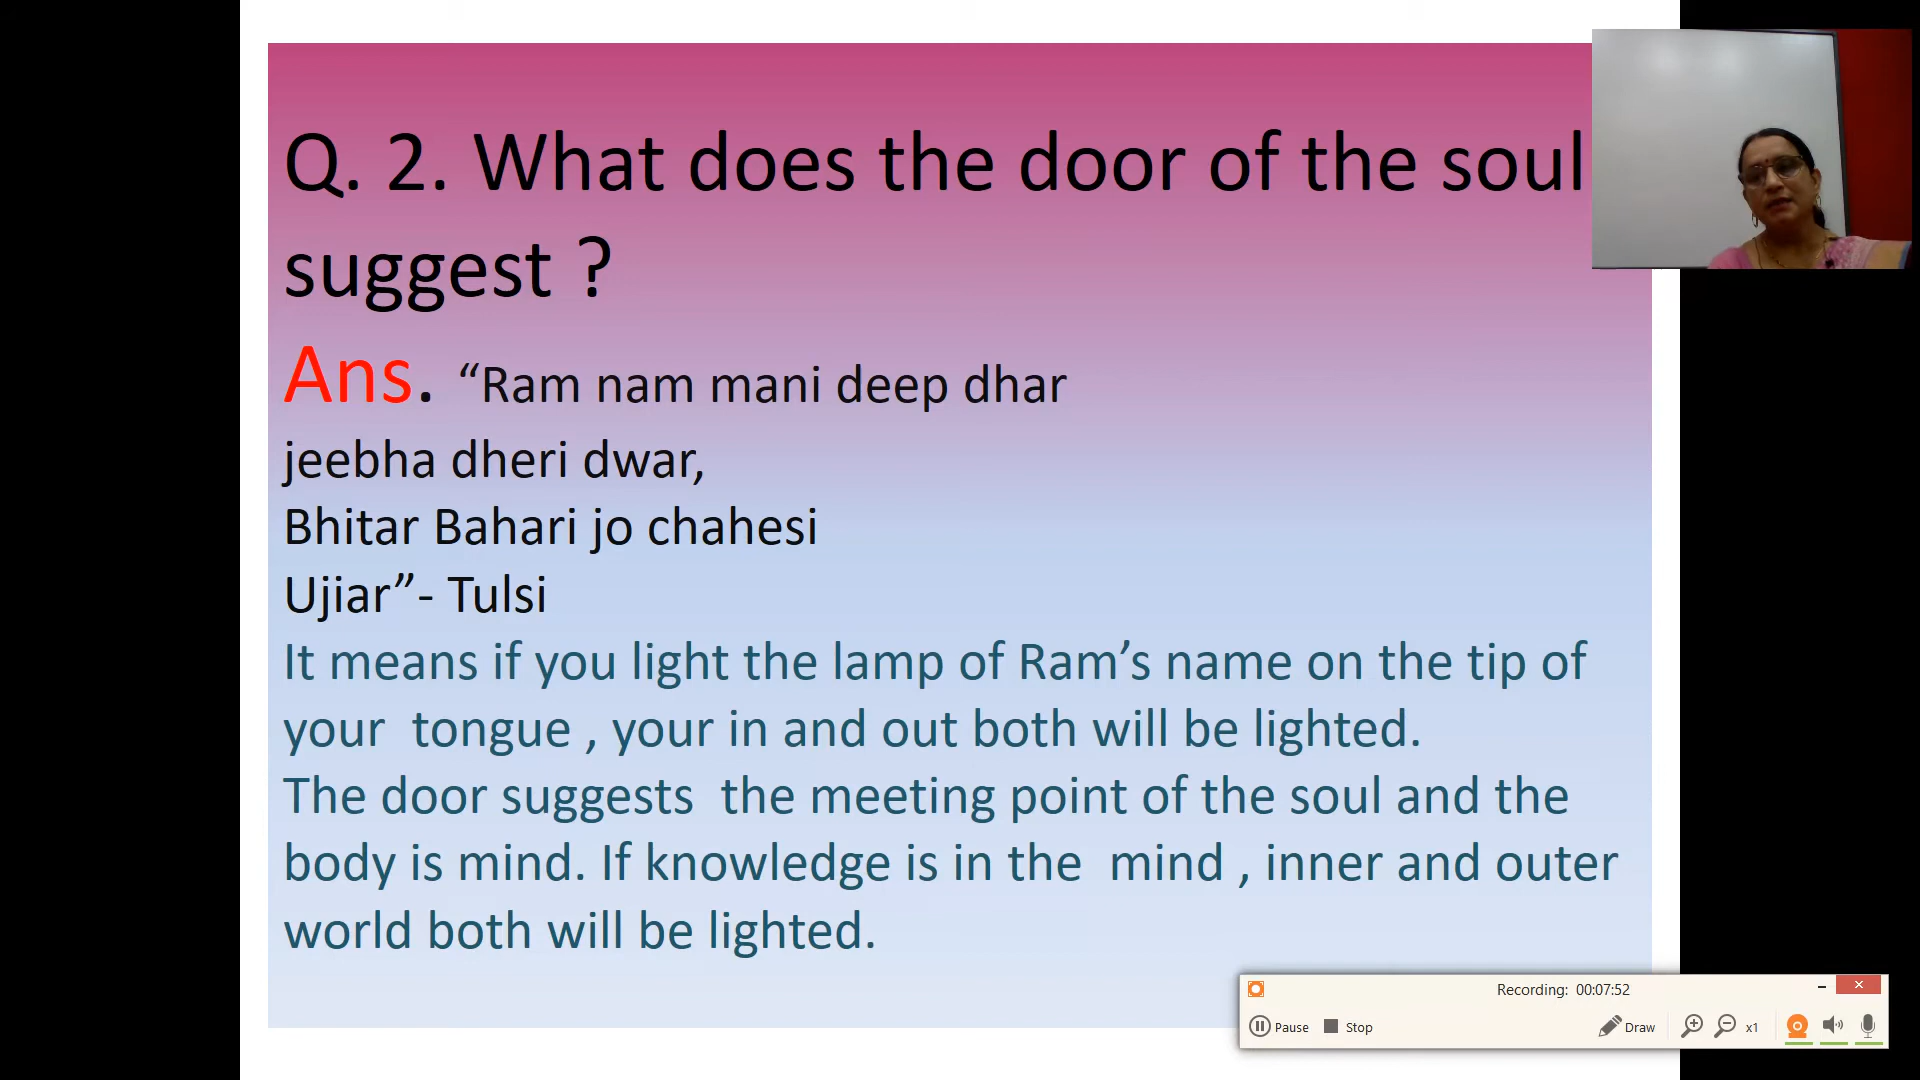 Q. 2. What does the door of the soul
suggest ?
Ans. “Ram nam mani deep dhar
jeebha dheri dwar,
Bhitar Bahari jo chahesi
Ujiar”- Tulsi
It means if you light the lamp of Ram’s name on the tip of
your tongue , your in and out both will be lighted.
The door suggests the meeting point of the soul and the
body is mind. If knowledge is in the mind , inner and outer
world both will be lighted.
Recording: 00:07:52
Pause Stop Draw x1